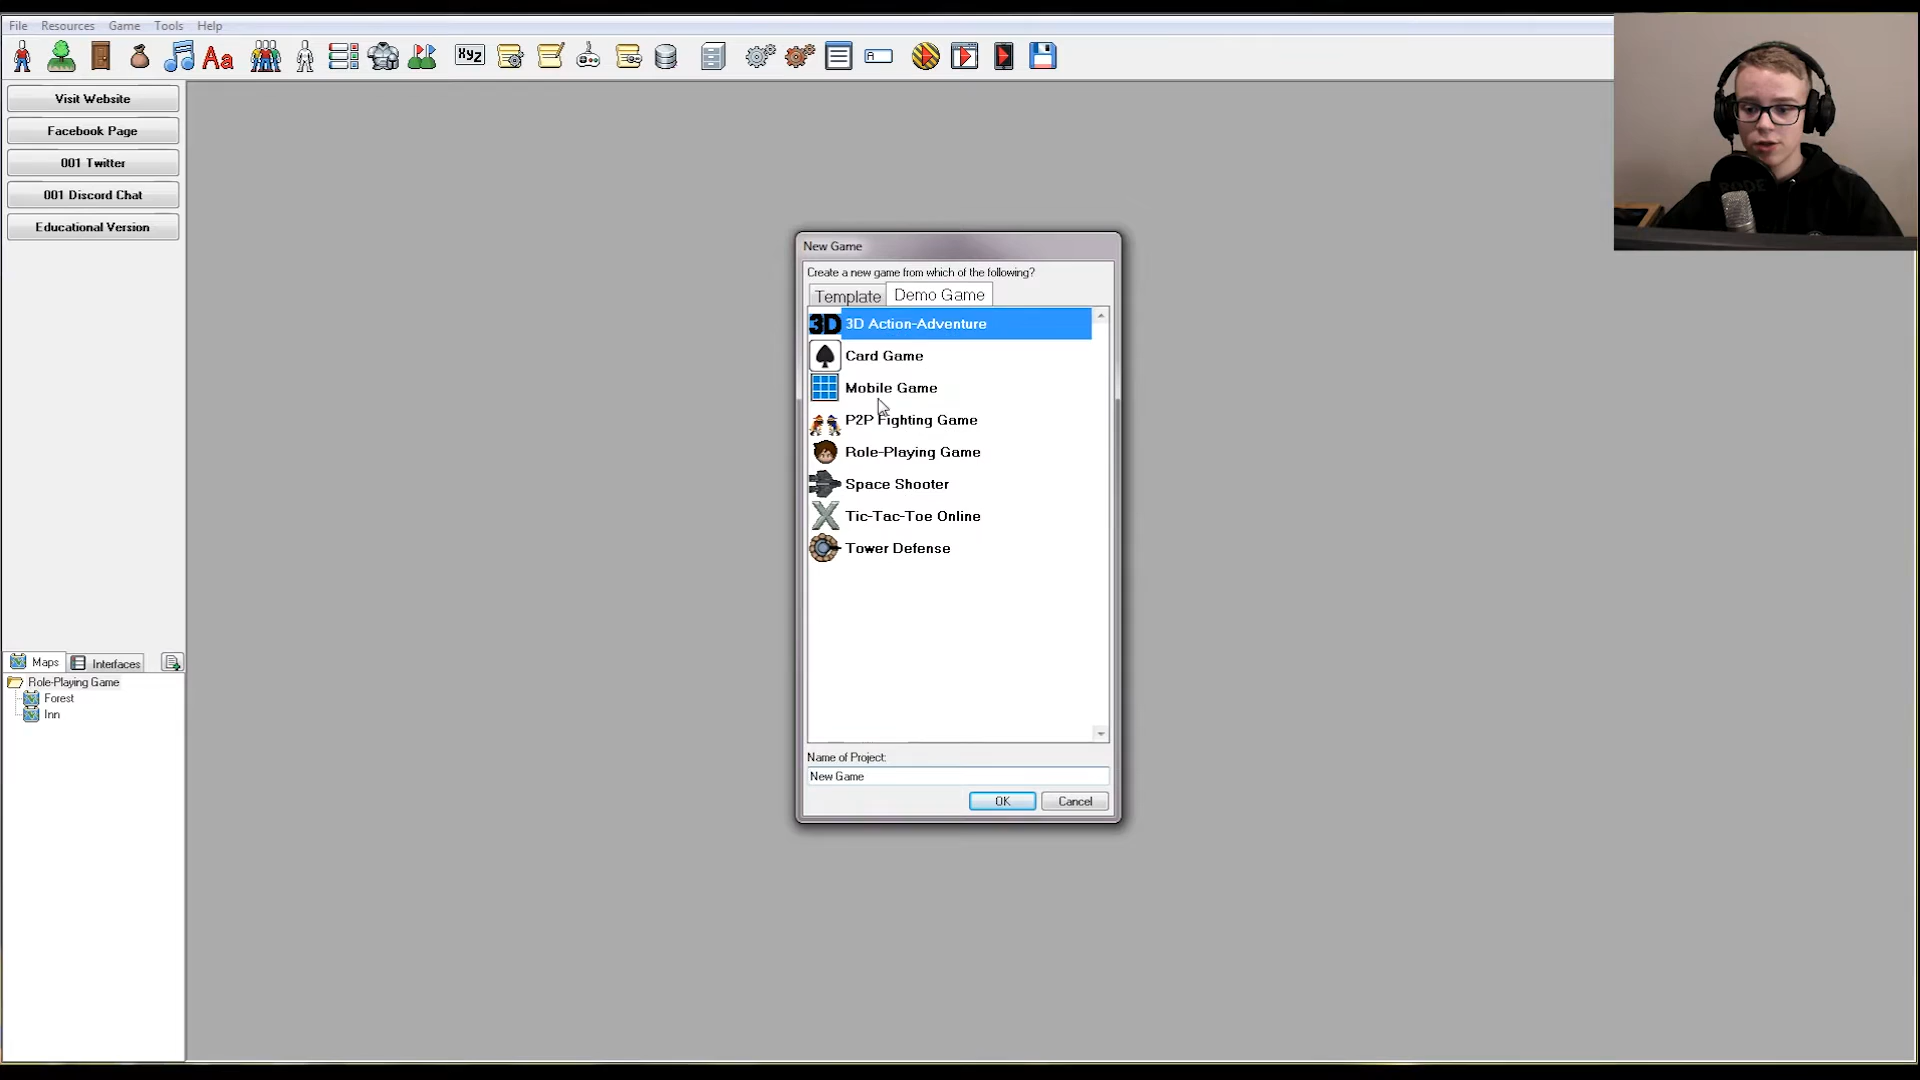 File Resources Game Tools Help
Aa XYZ A
Visit Website
Facebook Page
001 Twitter
001 Discord Chat
Educational Version
RODE
New Game
Create a new game from which of the following?
Template Demo Game
3D 3D Action-Adventure
Card Game
Mobile Game
P2P Fighting Game
Role-Playing Game
Space Shooter
Tic-Tac-Toe Online
Tower Defense
Name of Project:
New Game
OK Cancel
Maps Interfaces
Role-Playing Game
Forest
Inn